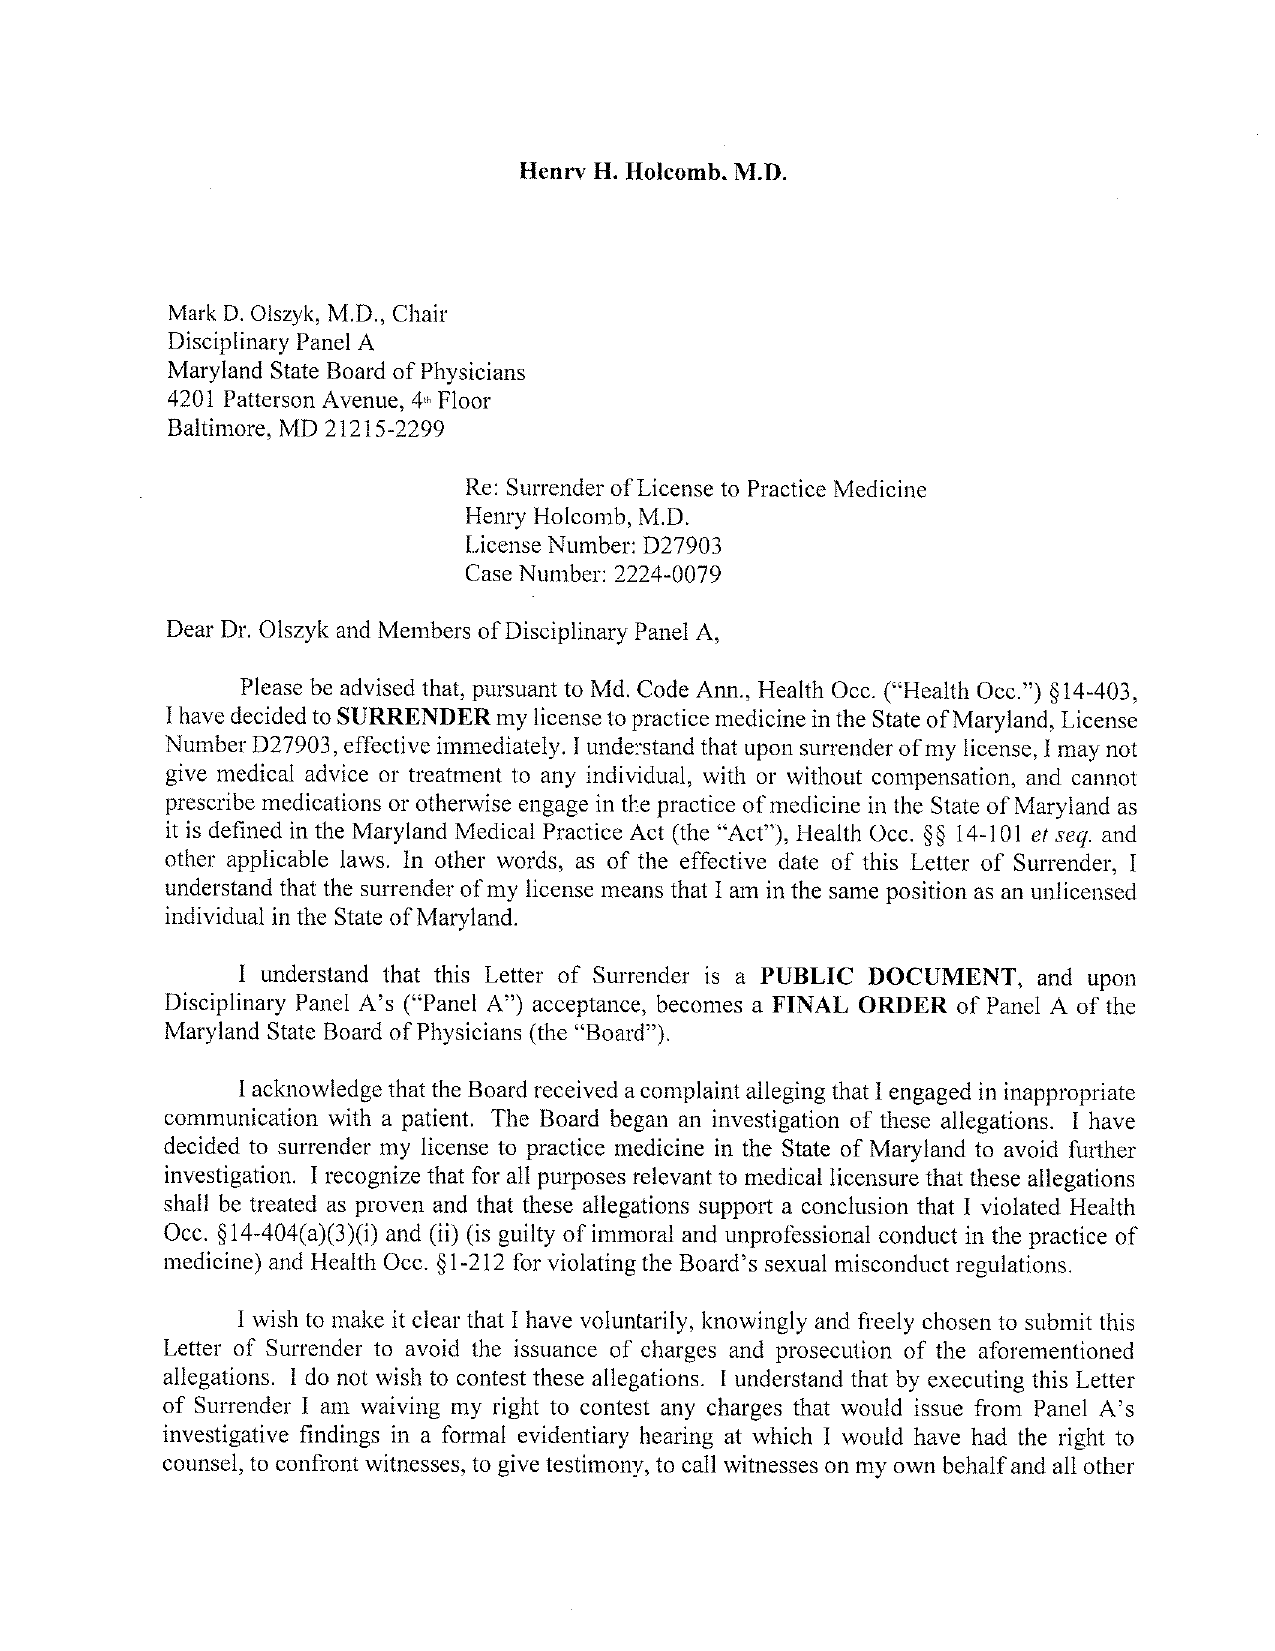 Henry H. Holcomb, M.D.
Mark D. Olszyk, M.D., Chair
Disciplinary Panel A
Maryland State Board of Physicians
4201 Patterson Avenue, 4th Floor
Baltimore, MD 21215-2299
Re: Surrender of License to Practice Medicine
Henry Holcomb, M.D.
License Number: D27903
Case Number: 2224-0079
Dear Dr. Olszyk and Members of Disciplinary Panel A,
Please be advised that, pursuant to Md. Code Ann., Health Occ. (“Health Occ.”) §14-403,
I have decided to SURRENDER my license to practice medicine in the State of Maryland, License
Number D27903, effective immediately. I understand that upon surrender of my license, I may not
give medical advice or treatment to any individual, with or without compensation, and cannot
prescribe medications or otherwise engage in the practice of medicine in the State of Maryland as
it is defined in the Maryland Medical Practice Act (the “Act”), Health Occ. §§ 14-101 et seq. and
other applicable laws. In other words, as of the effective date of this Letter of Surrender, I
understand that the surrender of my license means that I am in the same position as an unlicensed
individual in the State of Maryland.
I understand that this Letter of Surrender is a PUBLIC DOCUMENT, and upon
Disciplinary Panel A’s (“Panel A”) acceptance, becomes a FINAL ORDER of Panel A of the
Maryland State Board of Physicians (the “Board”).
I acknowledge that the Board received a complaint alleging that I engaged in inappropriate
communication with a patient. The Board began an investigation of these allegations. I have
decided to surrender my license to practice medicine in the State of Maryland to avoid further
investigation. I recognize that for all purposes relevant to medical licensure that these allegations
shall be treated as proven and that these allegations support a conclusion that I violated Health
Occ. §14-404(a)(3)(i) and (ii) (is guilty of immoral and unprofessional conduct in the practice of
medicine) and Health Occ. §1-212 for violating the Board’s sexual misconduct regulations.
I wish to make it clear that I have voluntarily, knowingly and freely chosen to submit this
Letter of Surrender to avoid the issuance of charges and prosecution of the aforementioned
allegations. I do not wish to contest these allegations. I understand that by executing this Letter
of Surrender I am waiving my right to contest any charges that would issue from Panel A’s
investigative findings in a formal evidentiary hearing at which I would have had the right to
counsel, to confront witnesses, to give testimony, to call witnesses on my own behalf and all other